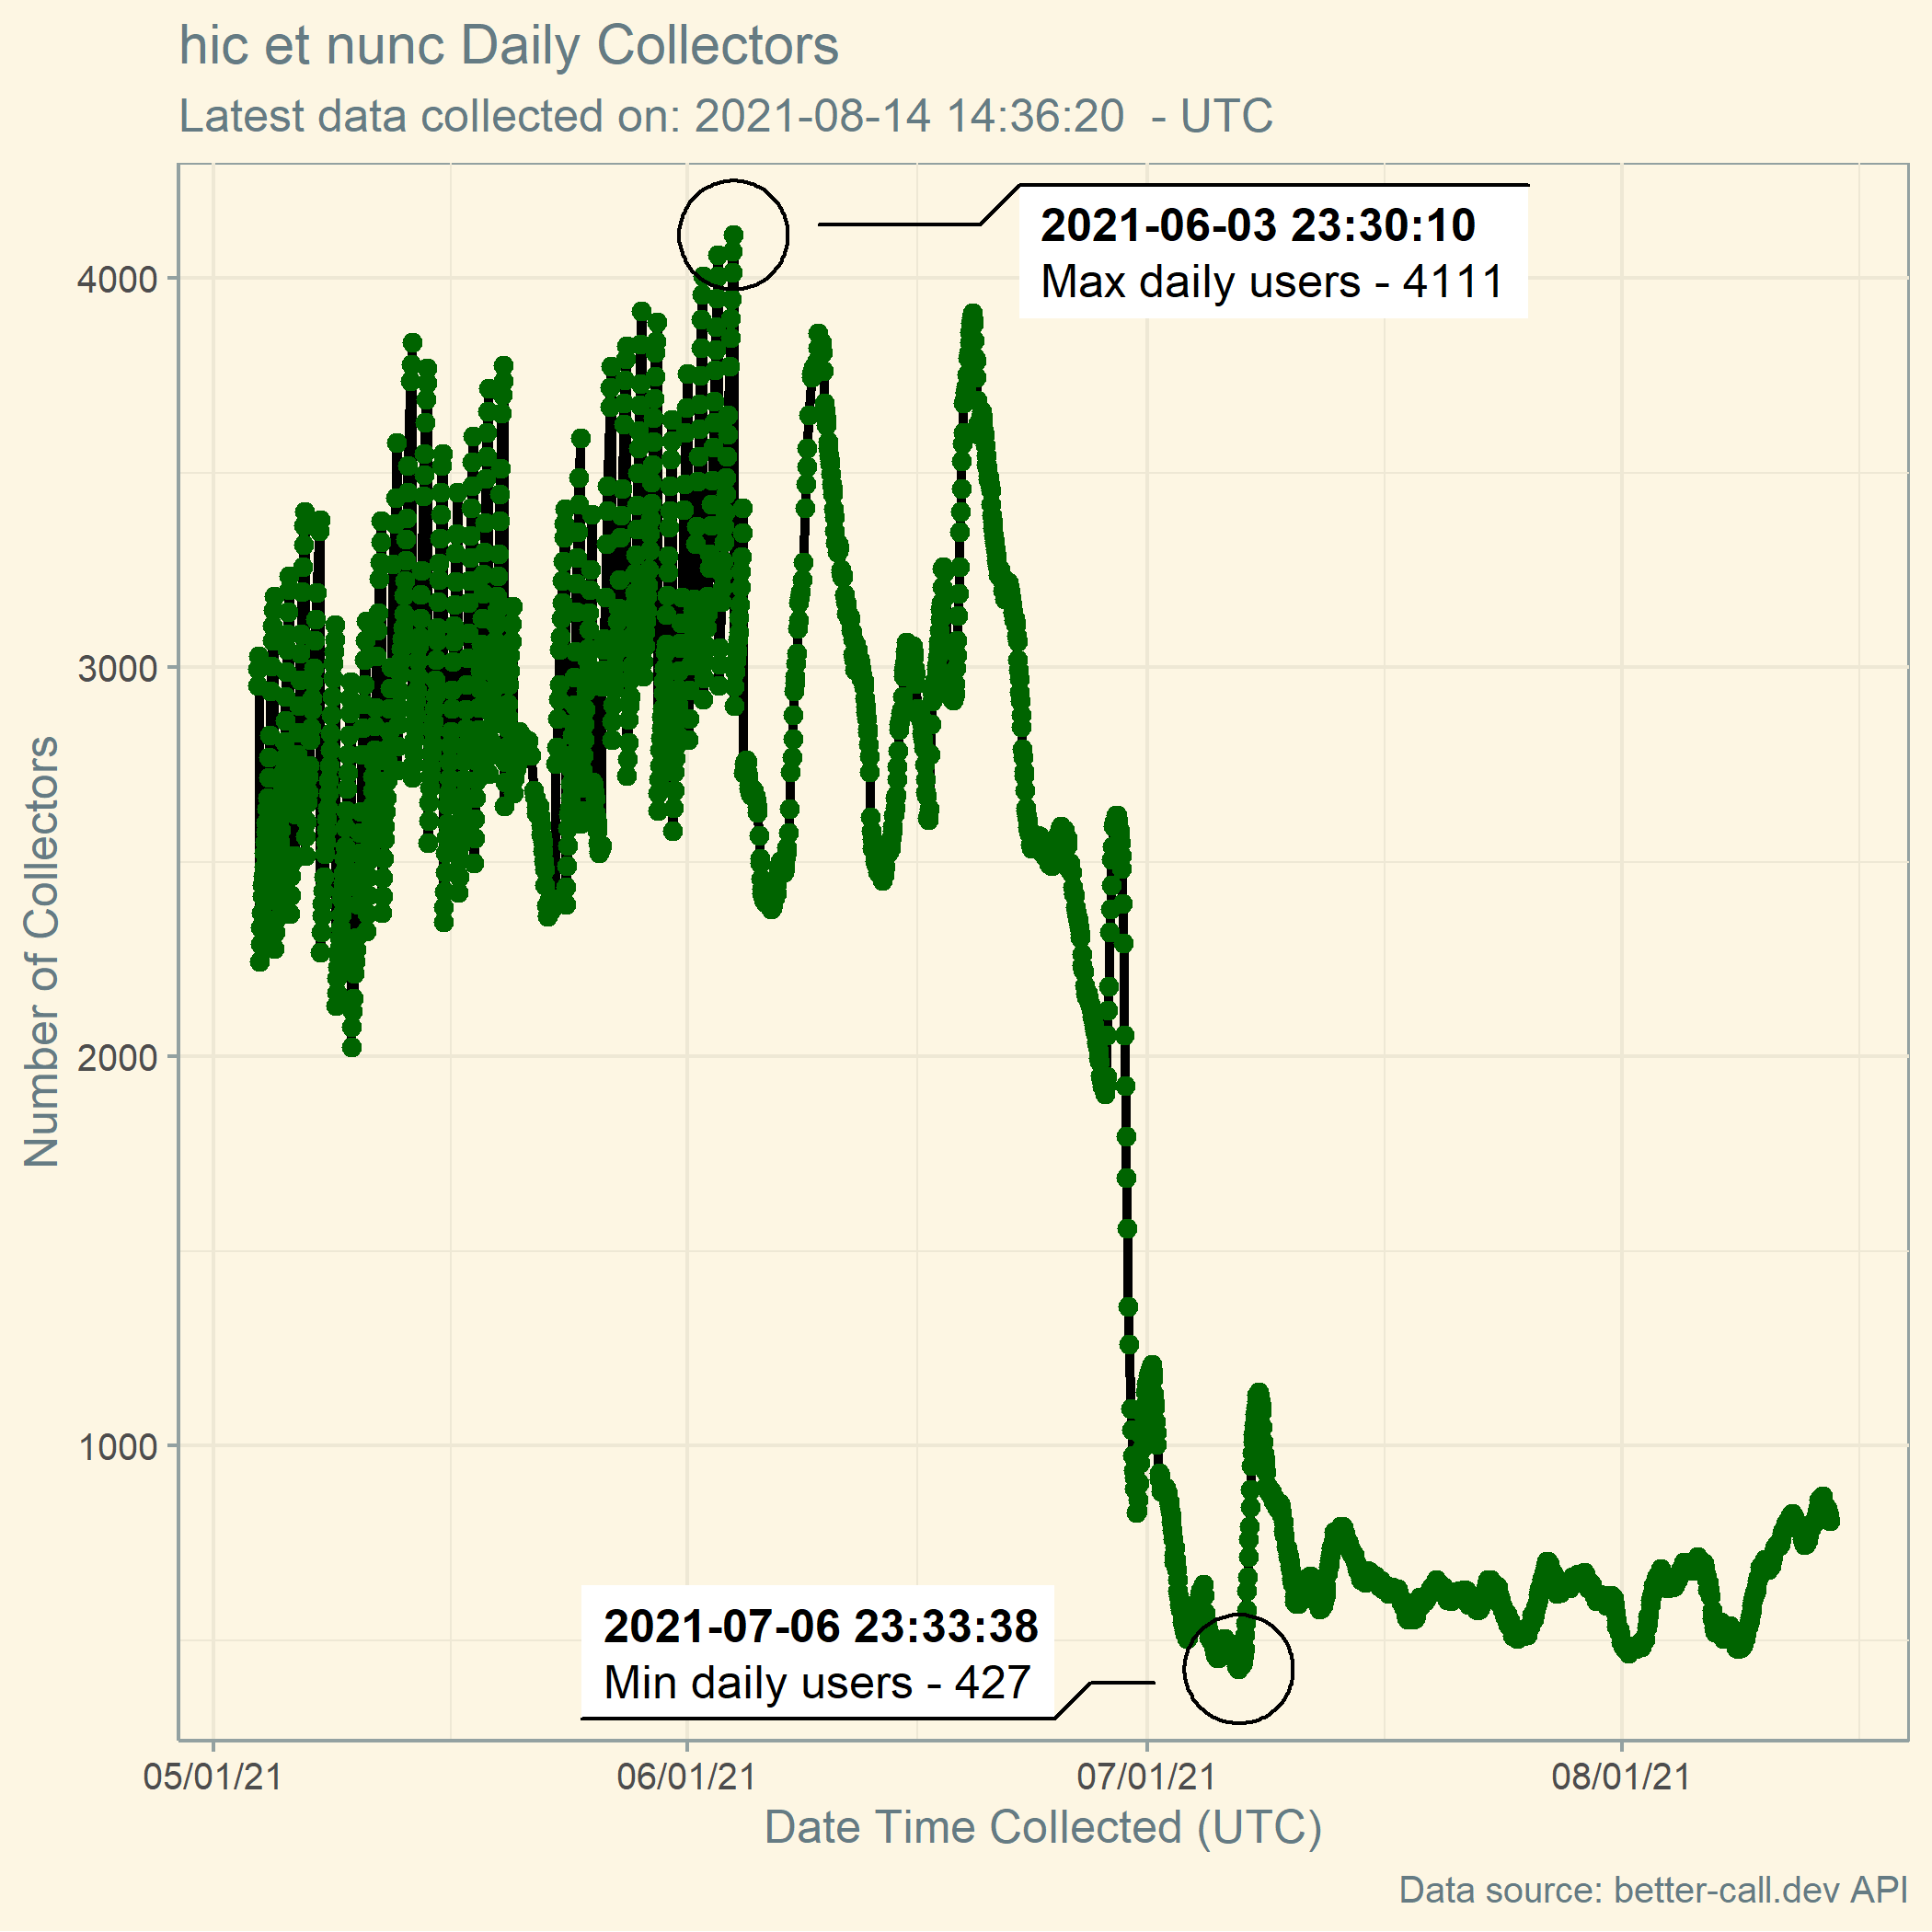 hic et nunc Daily Collectors
Latest data collected on: 2021-08-14 14:36:20  - UTC
2021-06-03 23:30:10
Max daily users - 4111
4000
3000
2000
1000
Number of Collectors
2021-07-06 23:33:38
Min daily users - 427
05/01/21 06/01/21 07/01/21 08/01/21
Date Time Collected (UTC)
Data source: better-call.dev API